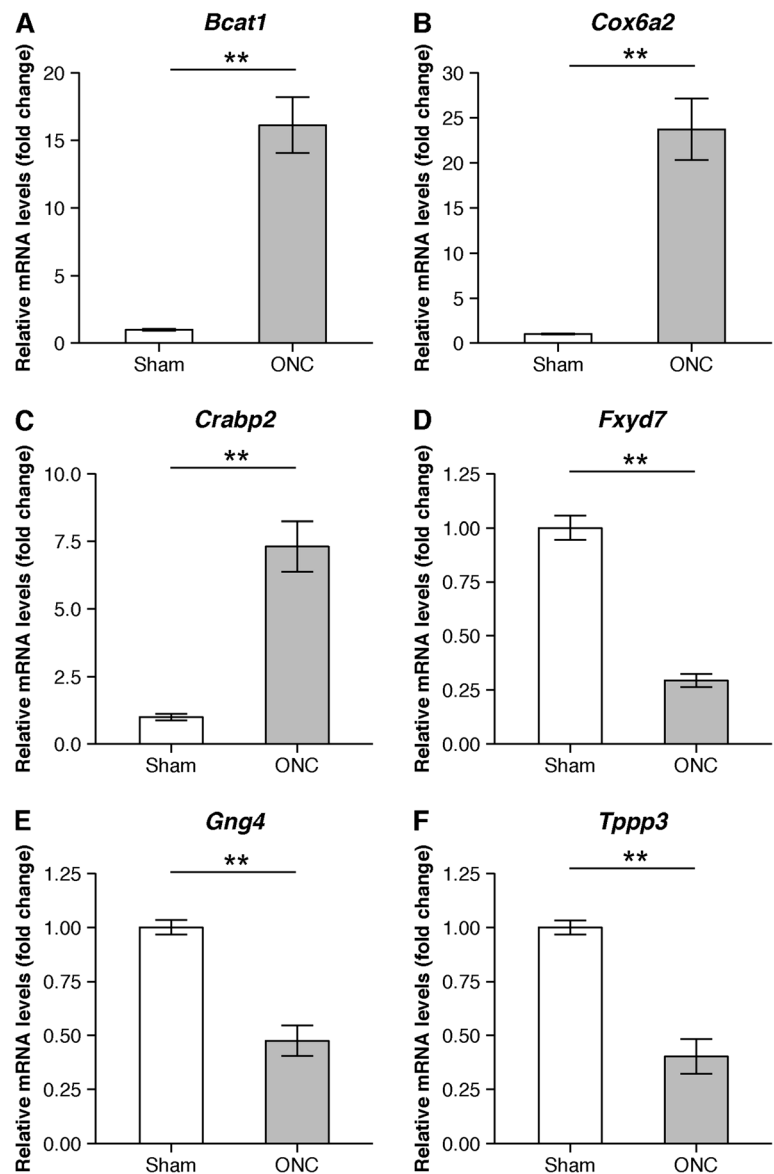 A
Bcat1
Relative mRNA levels (fold change)
**
20
15
10
5
0
Sham
ONC
B
Cox6a2
Relative mRNA levels (fold change)
**
30
25
20
15
10
5
0
Sham
ONC
C
Crabp2
Relative mRNA levels (fold change)
**
10.0
7.5
5.0
2.5
0.0
Sham
ONC
D
Fxyd7
Relative mRNA levels (fold change)
**
1.25
1.00
0.75
0.50
0.25
0.00
Sham
ONC
E
Gng4
Relative mRNA levels (fold change)
**
1.25
1.00
0.75
0.50
0.25
0.00
Sham
ONC
F
Tppp3
Relative mRNA levels (fold change)
**
1.25
1.00
0.75
0.50
0.25
0.00
Sham
ONC